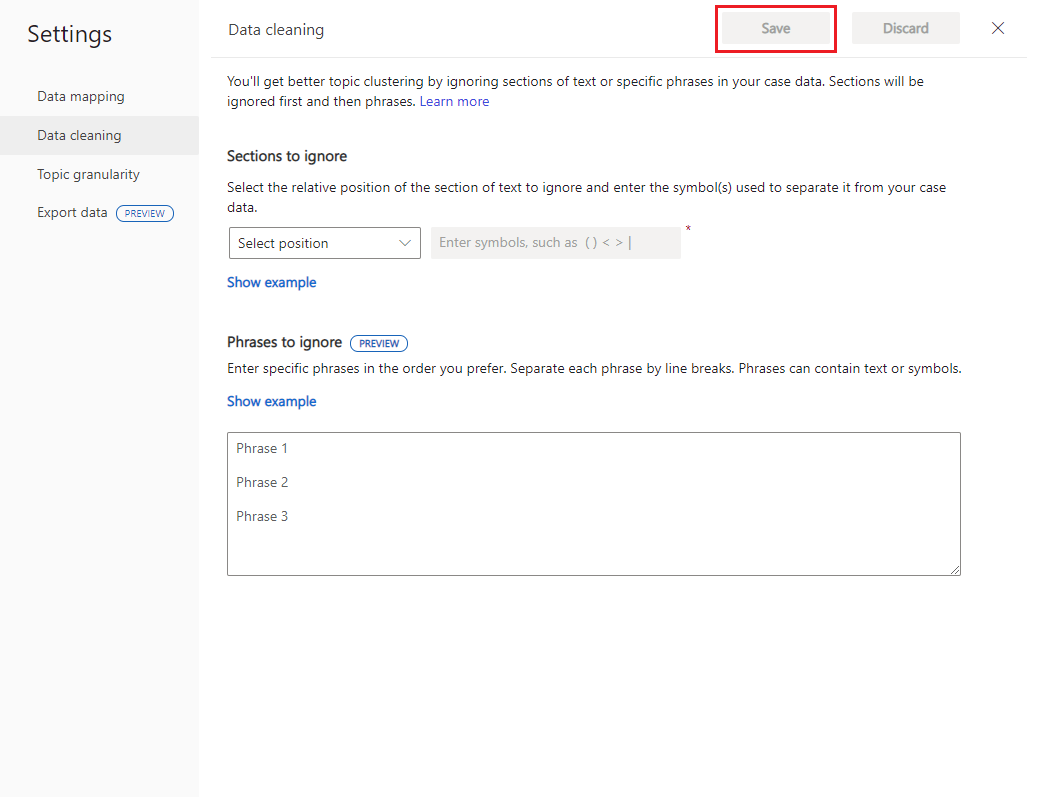 Settings
Data mapping
Data cleaning
Topic granularity
Export data PREVIEW
Data cleaning
Save
Discard
You'll get better topic clustering by ignoring sections of text or specific phrases in your case data. Sections will be
ignored first and then phrases. Learn more
Sections to ignore
Select the relative position of the section of text to ignore and enter the symbol(s) used to separate it from your case
data.
Select position
Enter symbols, such as ( ) < > |
*
Show example
Phrases to ignore PREVIEW
Enter specific phrases in the order you prefer. Separate each phrase by line breaks. Phrases can contain text or symbols.
Show example
Phrase 1
Phrase 2
Phrase 3